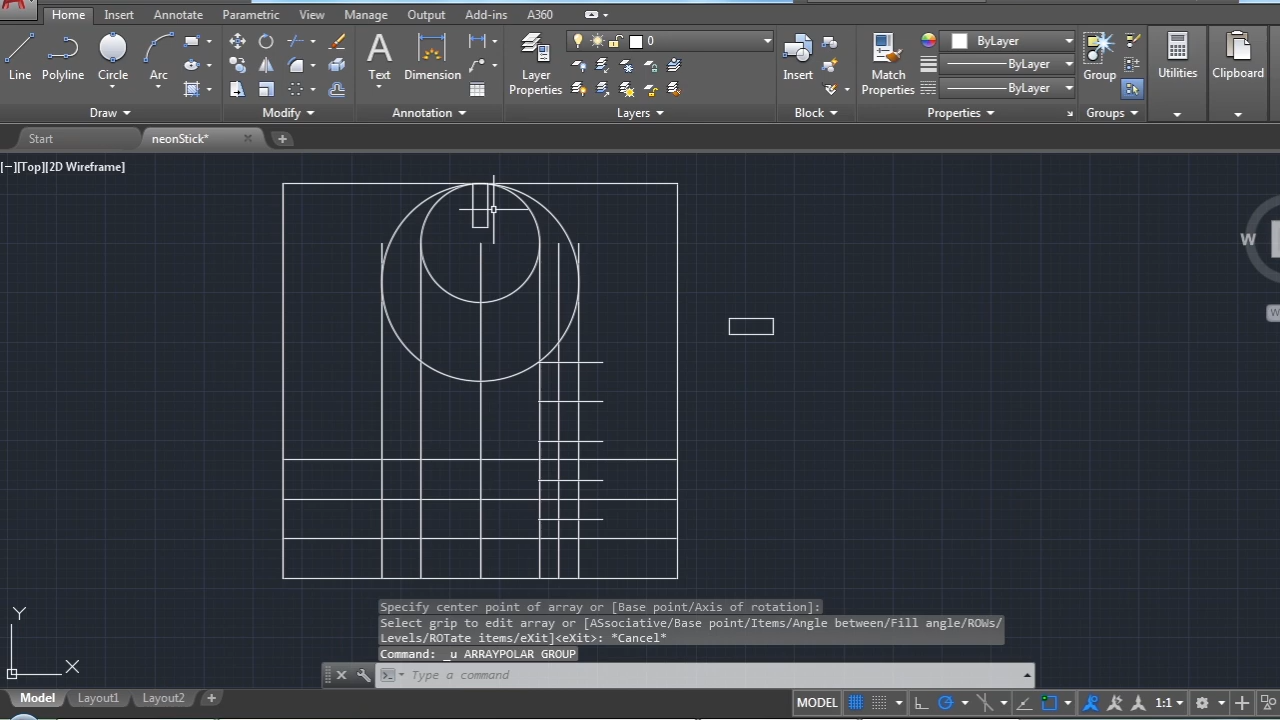 Home Insert Annotate Parametric View Manage Output Add-ins A360
Line Polyline Circle Arc
Text Dimension
Layer Properties
0
Insert
Match Properties
ByLayer
ByLayer
ByLayer
Group
Utilities
Clipboard
Draw Modify Annotation Layers Block Properties Groups
Start neonStick*
[−][Top][2D Wireframe]
W
W
Specify center point of array or [Base point/Axis of rotation]:
Select grip to edit array or [ASsociative/Base point/Items/Angle between/Fill angle/ROWs/
Levels/ROTate items/eXit]<eXit>: *Cancel*
Command: _u ARRAYPOLAR GROUP
Type a command
Y
X
Model Layout1 Layout2
MODEL 1:1